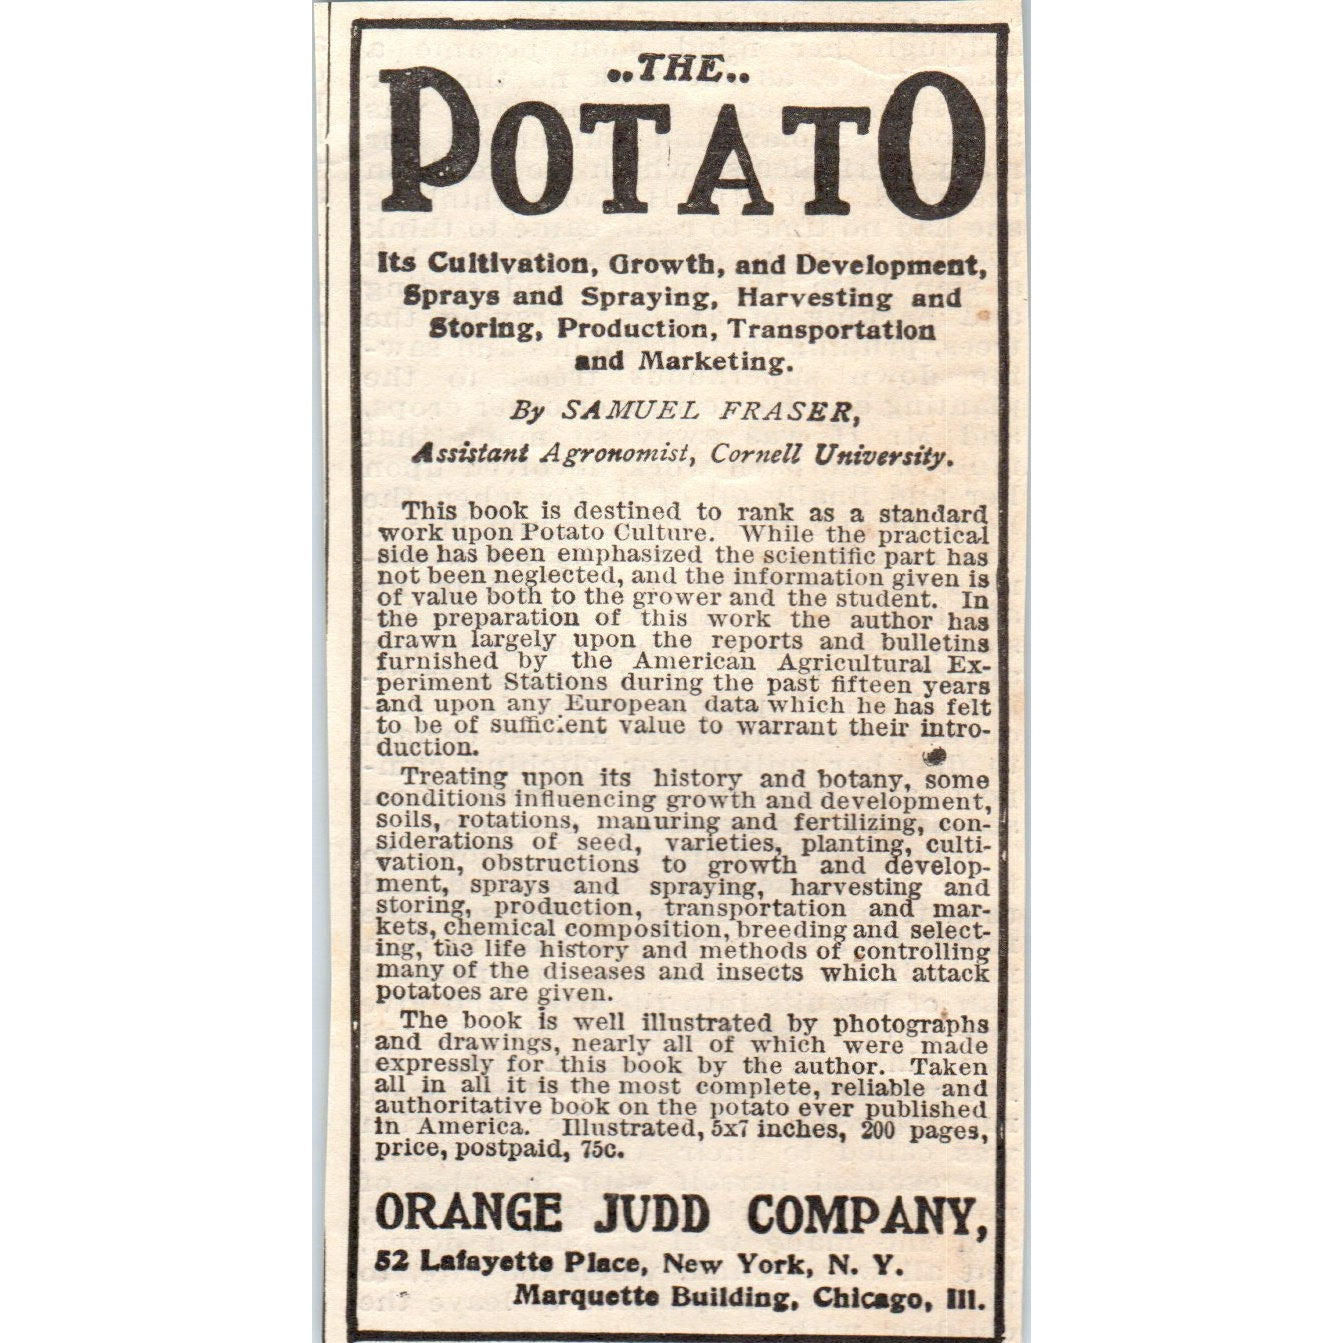 ..THE..
POTATO
Its Cultivation, Growth, and Development,
Sprays and Spraying, Harvesting and
Storing, Production, Transportation
and Marketing.
By SAMUEL FRASER,
Assistant Agronomist, Cornell University.
This book is destined to rank as a standard
work upon Potato Culture. While the practical
side has been emphasized the scientific part has
not been neglected, and the information given is
of value both to the grower and the student. In
the preparation of this work the author has
drawn largely upon the reports and bulletins
furnished by the American Agricultural Ex-
periment Stations during the past fifteen years
and upon any European data which he has felt
to be of sufficient value to warrant their intro-
duction.
Treating upon its history and botany, some
conditions influencing growth and development,
soils, rotations, manuring and fertilizing, con-
siderations of seed, varieties, planting, culti-
vation, obstructions to growth and develop-
ment, sprays and spraying, harvesting and
storing, production, transportation and mar-
kets, chemical composition, breeding and select-
ing, the life history and methods of controlling
many of the diseases and insects which attack
potatoes are given.
The book is well illustrated by photographs
and drawings, nearly all of which were made
expressly for this book by the author. Taken
all in all it is the most complete, reliable and
authoritative book on the potato ever published
in America. Illustrated, 5x7 inches, 200 pages,
price, postpaid, 75c.
ORANGE JUDD COMPANY,
52 Lafayette Place, New York, N. Y.
Marquette Building, Chicago, Ill.